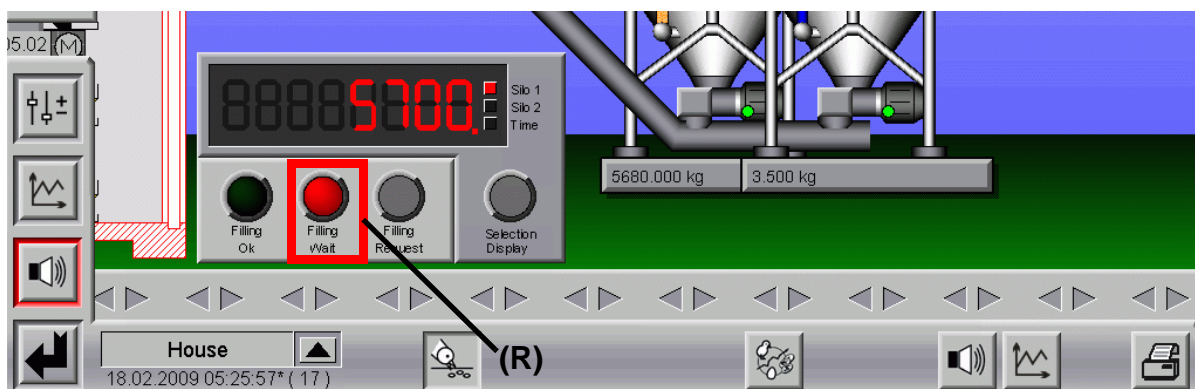 05.02 M
5700.
Silo 1
Silo 2
Time
5680.000 kg
3.500 kg
Filling
Ok
Filling
Wait
Filling
Request
Selection
Display
House
18.02.2009 05:25:57* ( 17 )
(R)